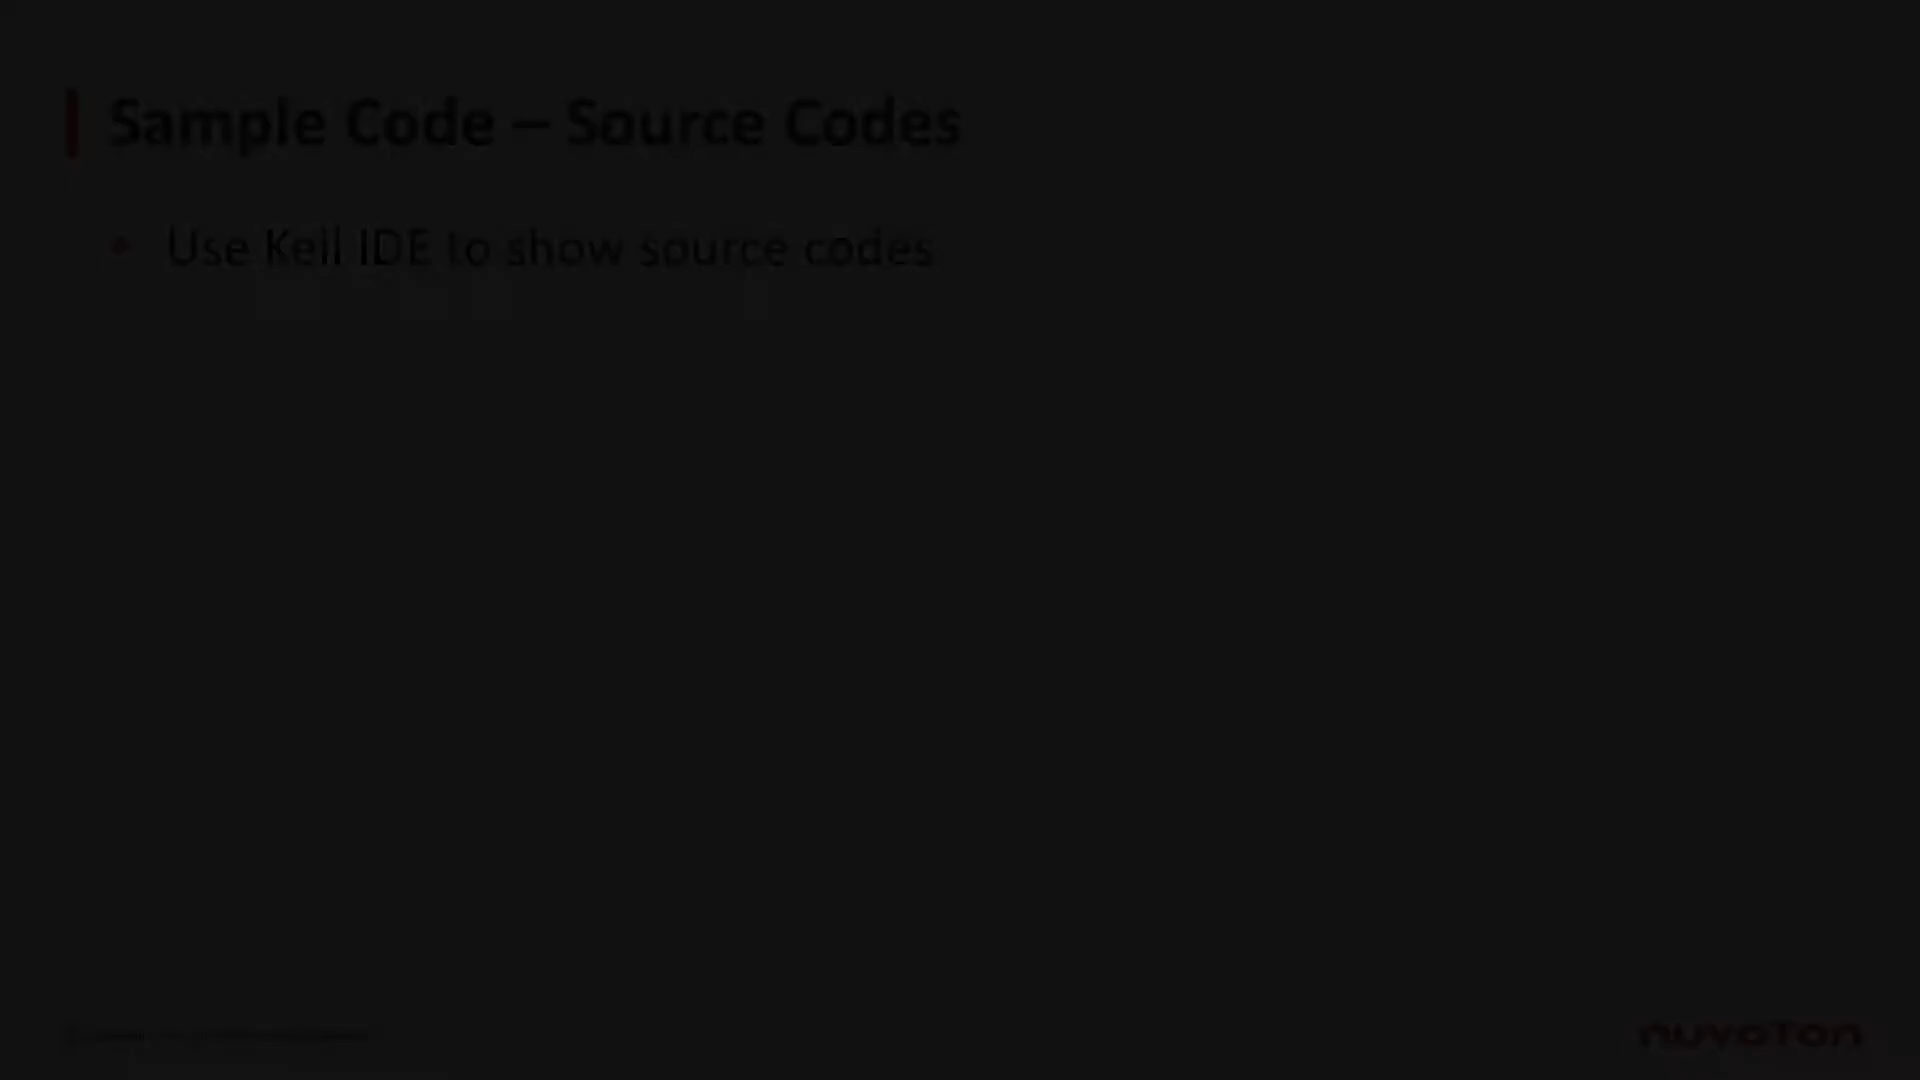 Sample Code – Source Codes
• Use Keil IDE to show source codes
nuvoTon